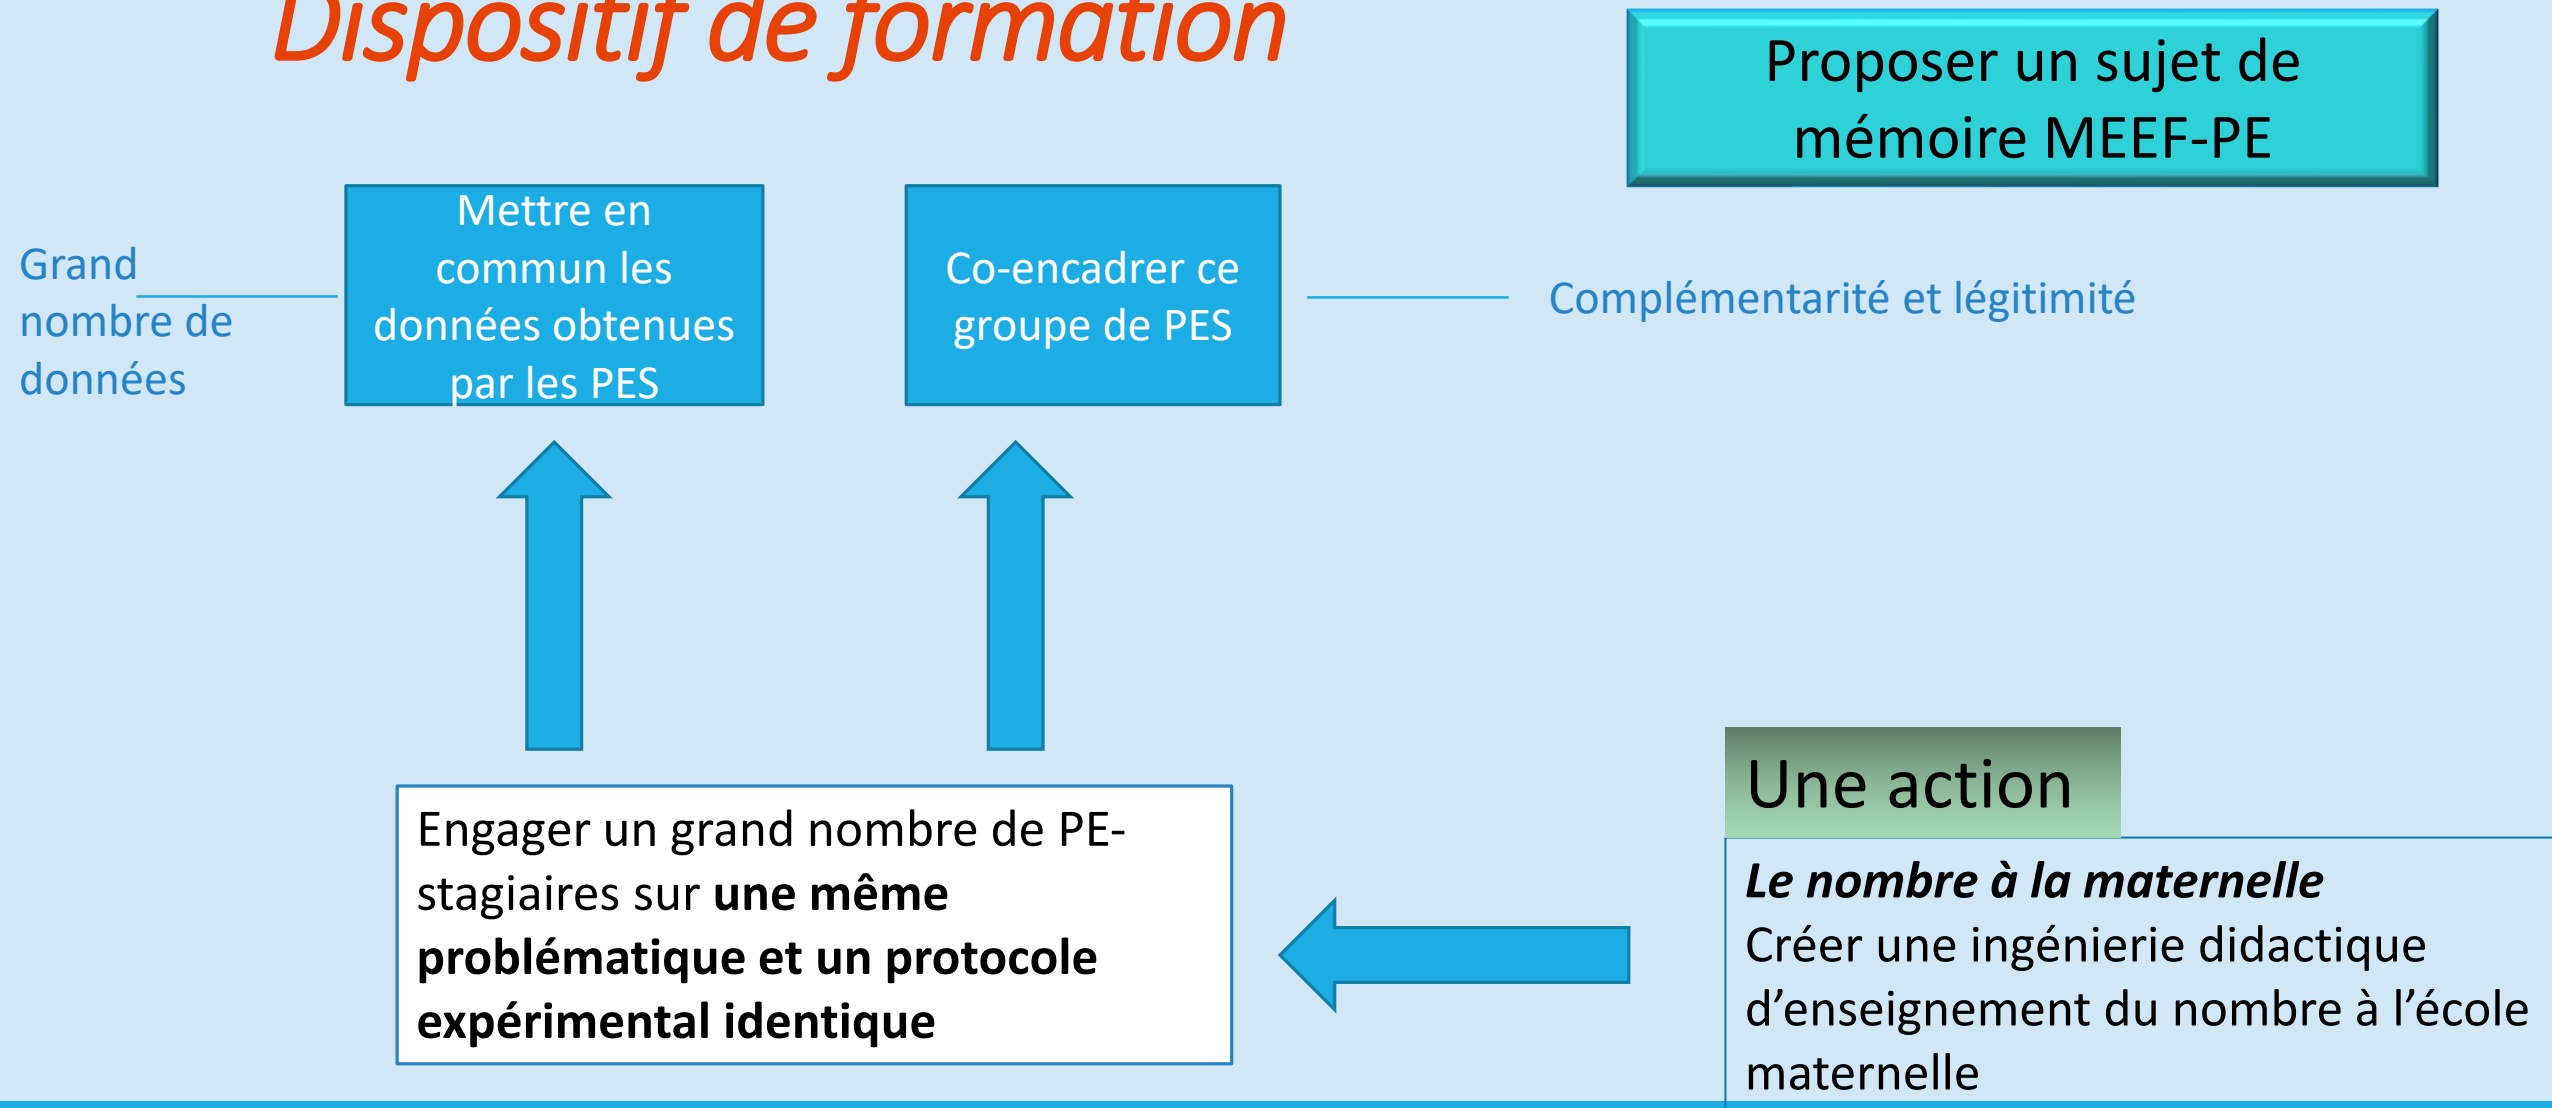 Dispositif de formation
Proposer un sujet de
mémoire MEEF-PE
Grand
nombre de
données
Mettre en
commun les
données obtenues
par les PES
Co-encadrer ce
groupe de PES
Complémentarité et légitimité
Engager un grand nombre de PE-
stagiaires sur une même
problématique et un protocole
expérimental identique
Une action
Le nombre à la maternelle
Créer une ingénierie didactique
d’enseignement du nombre à l’école
maternelle